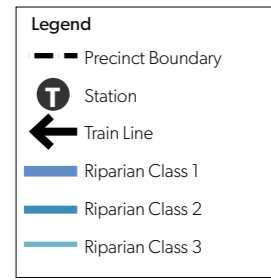 Legend
Precinct Boundary
T Station
Train Line
Riparian Class 1
Riparian Class 2
Riparian Class 3